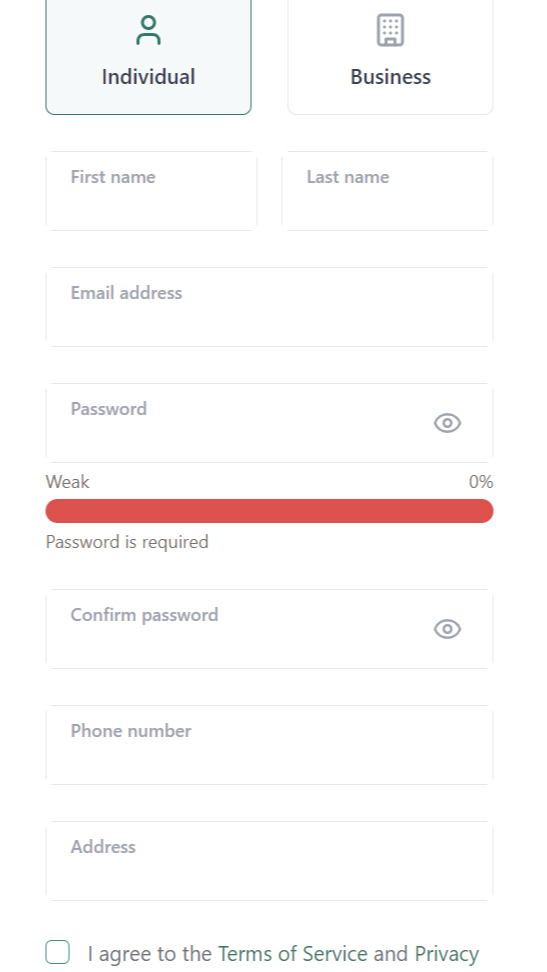 Individual Business
First name Last name
Email address
Password
Weak 0%
Password is required
Confirm password
Phone number
Address
I agree to the Terms of Service and Privacy